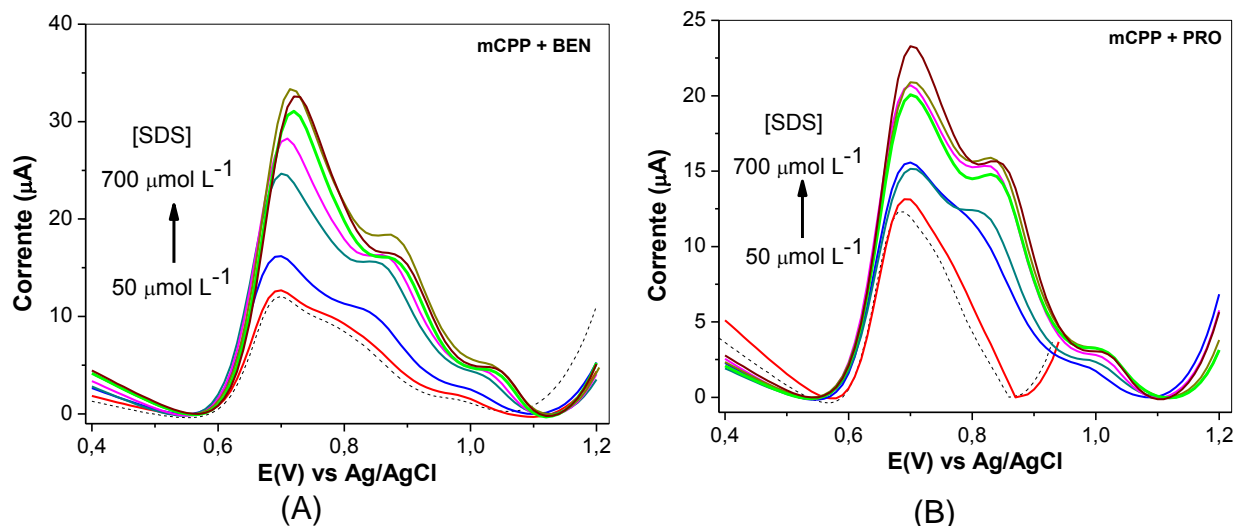 40
30
20
10
0
Corrente (µA)
mCPP + BEN
[SDS]
700 µmol L-1
50 µmol L-1
0,4 0,6 0,8 1,0 1,2
E(V) vs Ag/AgCl
(A)
25
20
15
10
5
0
Corrente (µA)
mCPP + PRO
[SDS]
700 µmol L-1
50 µmol L-1
0,4 0,6 0,8 1,0 1,2
E(V) vs Ag/AgCl
(B)